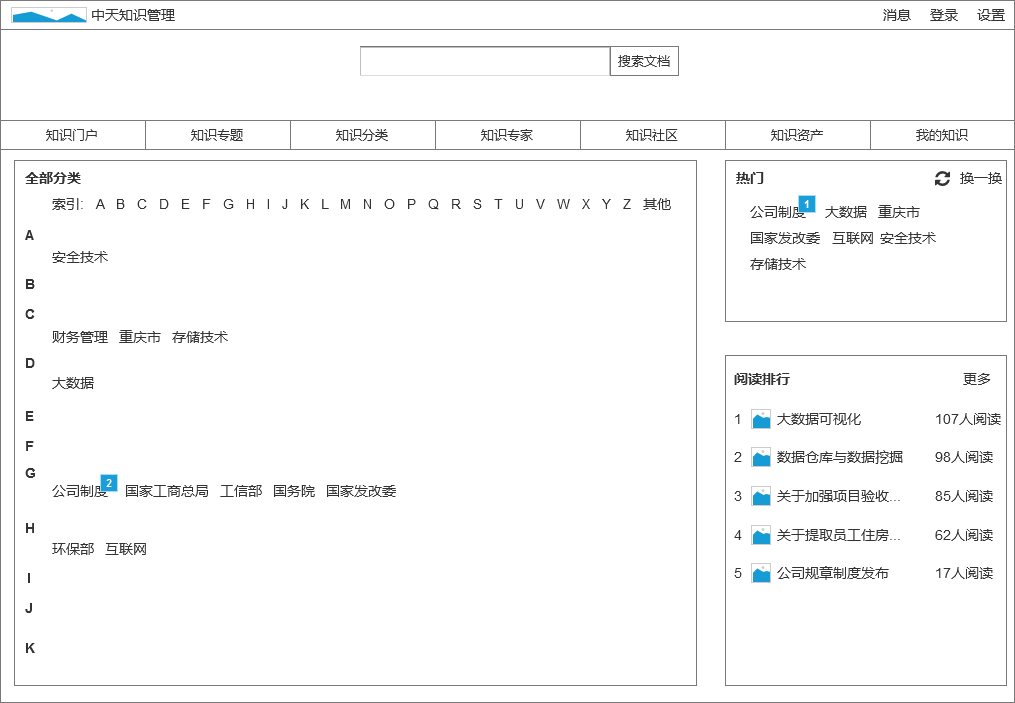 中天知识管理 消息 登录 设置
搜索文档
知识门户 知识专题 知识分类 知识专家 知识社区 知识资产 我的知识
全部分类
索引: A B C D E F G H I J K L M N O P Q R S T U V W X Y Z 其他
A
安全技术
B
C
财务管理 重庆市 存储技术
D
大数据
E
F
G
公司制度 2 国家工商总局 工信部 国务院 国家发改委
H
环保部 互联网
I
J
K
热门 换一换
公司制度 1 大数据 重庆市
国家发改委 互联网 安全技术
存储技术
阅读排行 更多
1 大数据可视化 107人阅读
2 数据仓库与数据挖掘 98人阅读
3 关于加强项目验收... 85人阅读
4 关于提取员工住房... 62人阅读
5 公司规章制度发布 17人阅读